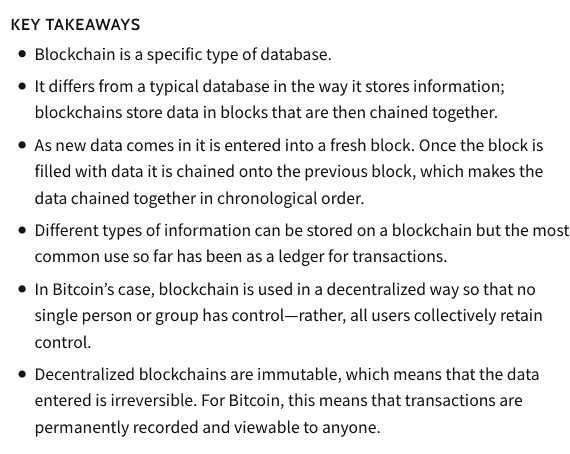 KEY TAKEAWAYS
● Blockchain is a specific type of database.
● It differs from a typical database in the way it stores information;
blockchains store data in blocks that are then chained together.
● As new data comes in it is entered into a fresh block. Once the block is
filled with data it is chained onto the previous block, which makes the
data chained together in chronological order.
● Different types of information can be stored on a blockchain but the most
common use so far has been as a ledger for transactions.
● In Bitcoin’s case, blockchain is used in a decentralized way so that no
single person or group has control—rather, all users collectively retain
control.
● Decentralized blockchains are immutable, which means that the data
entered is irreversible. For Bitcoin, this means that transactions are
permanently recorded and viewable to anyone.